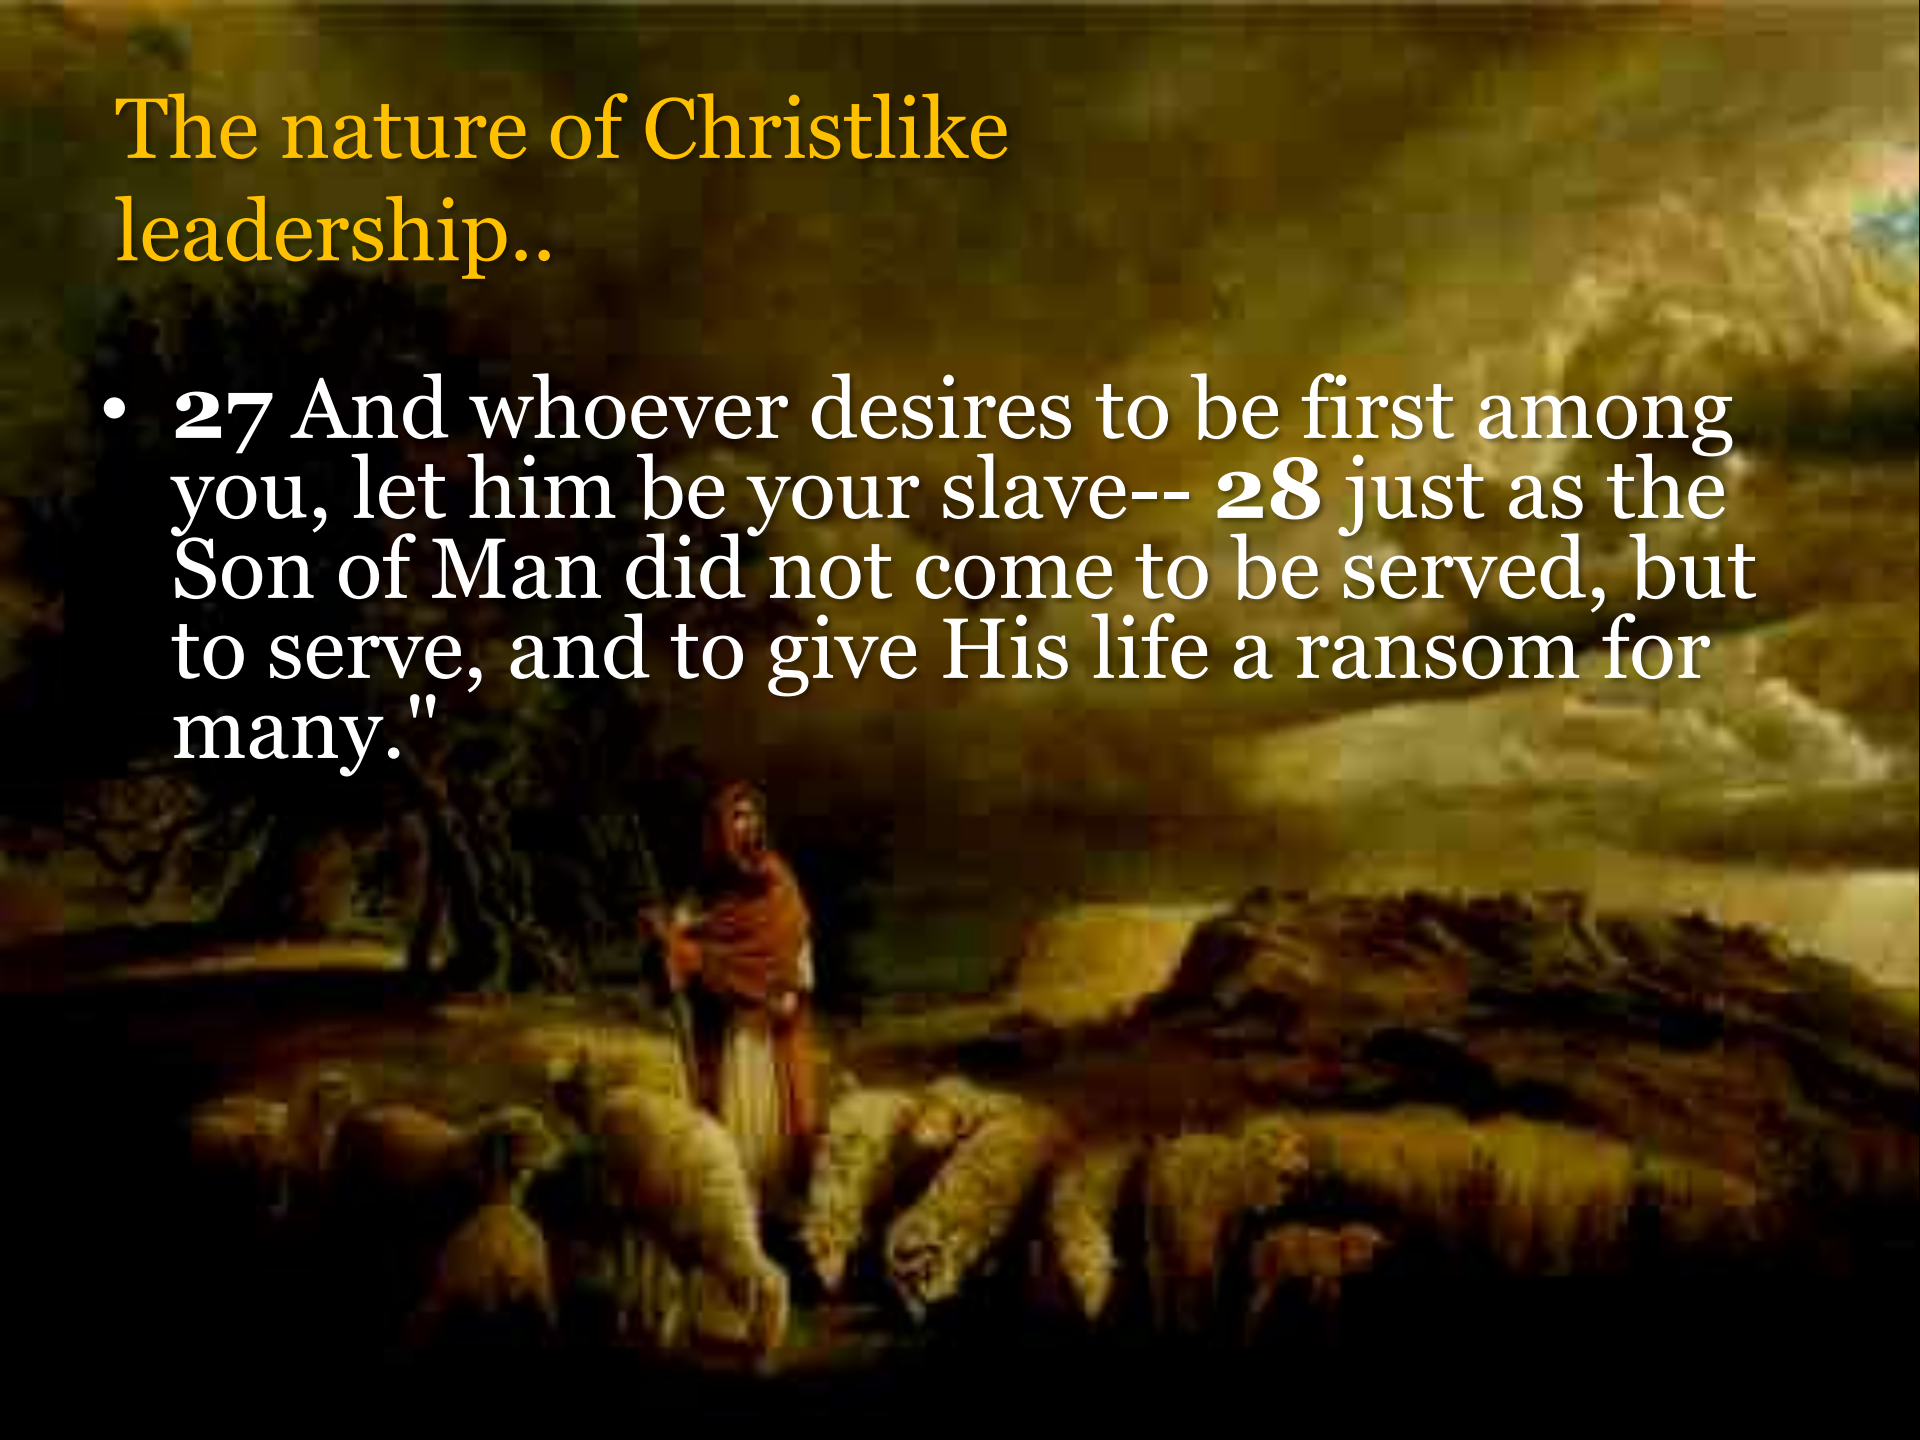 The nature of Christlike
leadership..
• 27 And whoever desires to be first among
you, let him be your slave-- 28 just as the
Son of Man did not come to be served, but
to serve, and to give His life a ransom for
many."